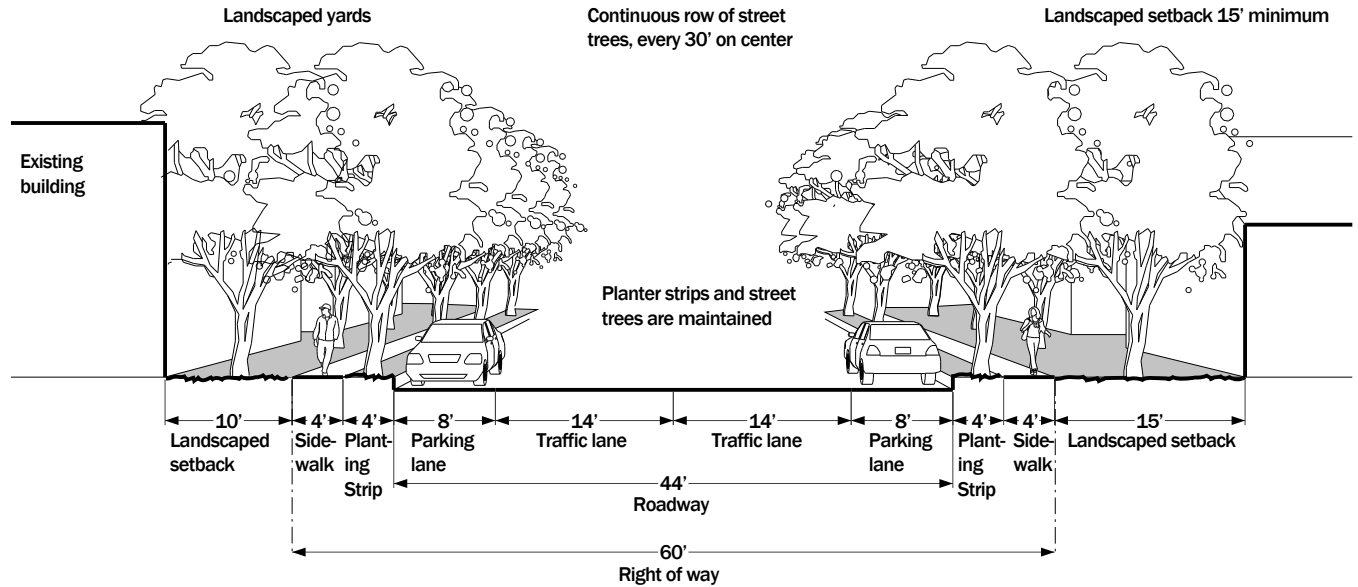 Landscaped yards
Continuous row of street
trees, every 30’ on center
Landscaped setback 15’ minimum
Existing
building
Planter strips and street
trees are maintained
10’
Landscaped
setback
4’
Side-
walk
4’
Plant-
ing
Strip
8’
Parking
lane
14’
Traffic lane
14’
Traffic lane
8’
Parking
lane
4’
Plant-
ing
Strip
4’
Side-
walk
15’
Landscaped setback
44’
Roadway
60’
Right of way